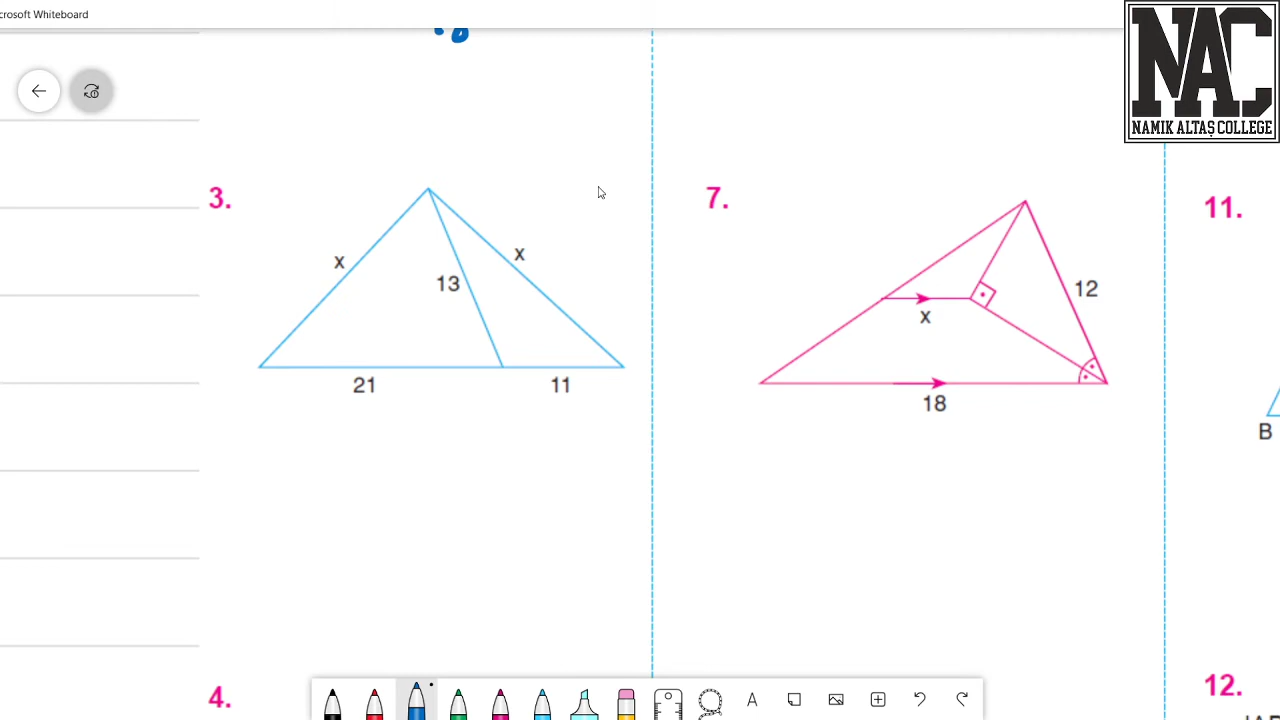 crosoft Whiteboard
NAC
NAMIK ALTAŞ COLLEGE
3.
x
13
x
21
11
7.
12
x
18
11.
B
4.
12.